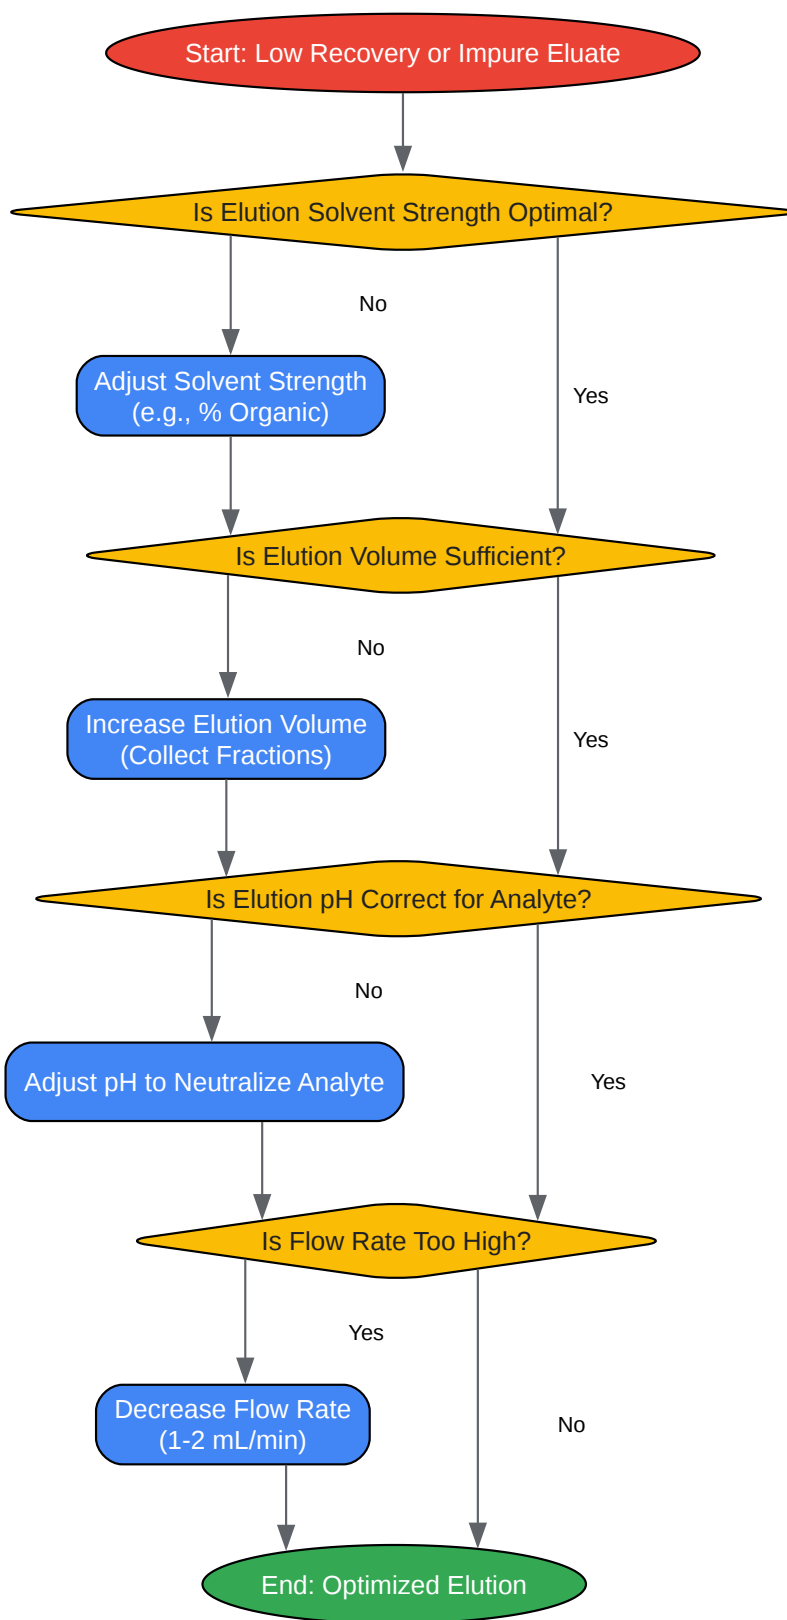 Start: Low Recovery or Impure Eluate
Is Elution Solvent Strength Optimal?
No
Adjust Solvent Strength
(e.g., % Organic)
Yes
Is Elution Volume Sufficient?
No
Increase Elution Volume
(Collect Fractions)
Yes
Is Elution pH Correct for Analyte?
No
Adjust pH to Neutralize Analyte
Yes
Is Flow Rate Too High?
Yes
Decrease Flow Rate
(1-2 mL/min)
No
End: Optimized Elution